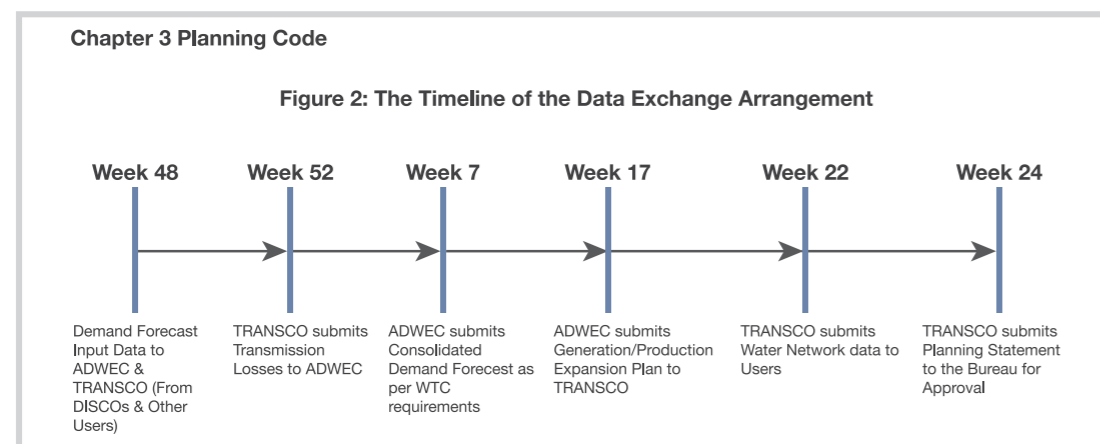 Chapter 3 Planning Code
Figure 2: The Timeline of the Data Exchange Arrangement
Week 48
Week 52
Week 7
Week 17
Week 22
Week 24
Demand Forecast
Input Data to
ADWEC &
TRANSCO (From
DISCOs & Other
Users)
TRANSCO submits
Transmission
Losses to ADWEC
ADWEC submits
Consolidated
Demand Forecast as
per WTC
requirements
ADWEC submits
Generation/Production
Expansion Plan to
TRANSCO
TRANSCO submits
Water Network data to
Users
TRANSCO submits
Planning Statement
to the Bureau for
Approval